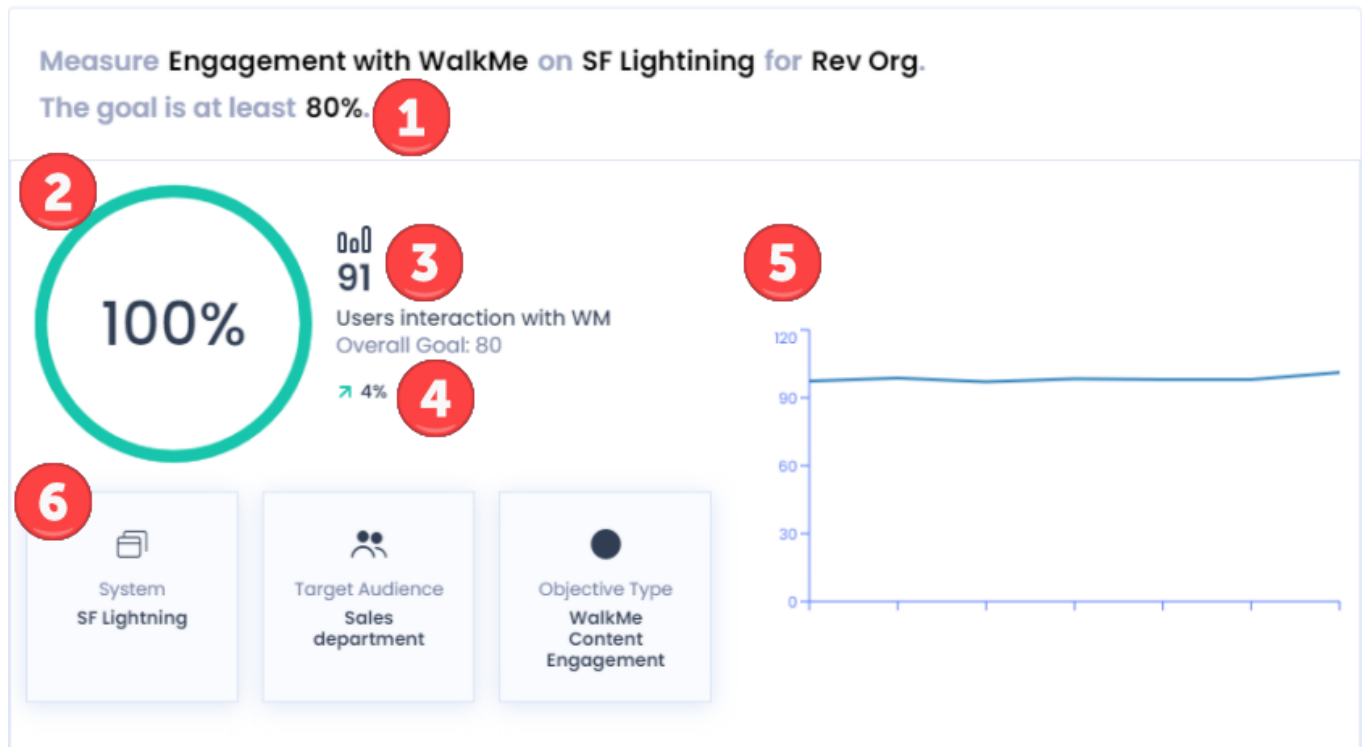 Measure Engagement with WalkMe on SF Lightining for Rev Org.
The goal is at least 80%.
1
2
100%
3
91
Users interaction with WM
Overall Goal: 80
4% 4
5
120
90
60
30
0
6
System
SF Lightning
Target Audience
Sales
department
Objective Type
WalkMe
Content
Engagement